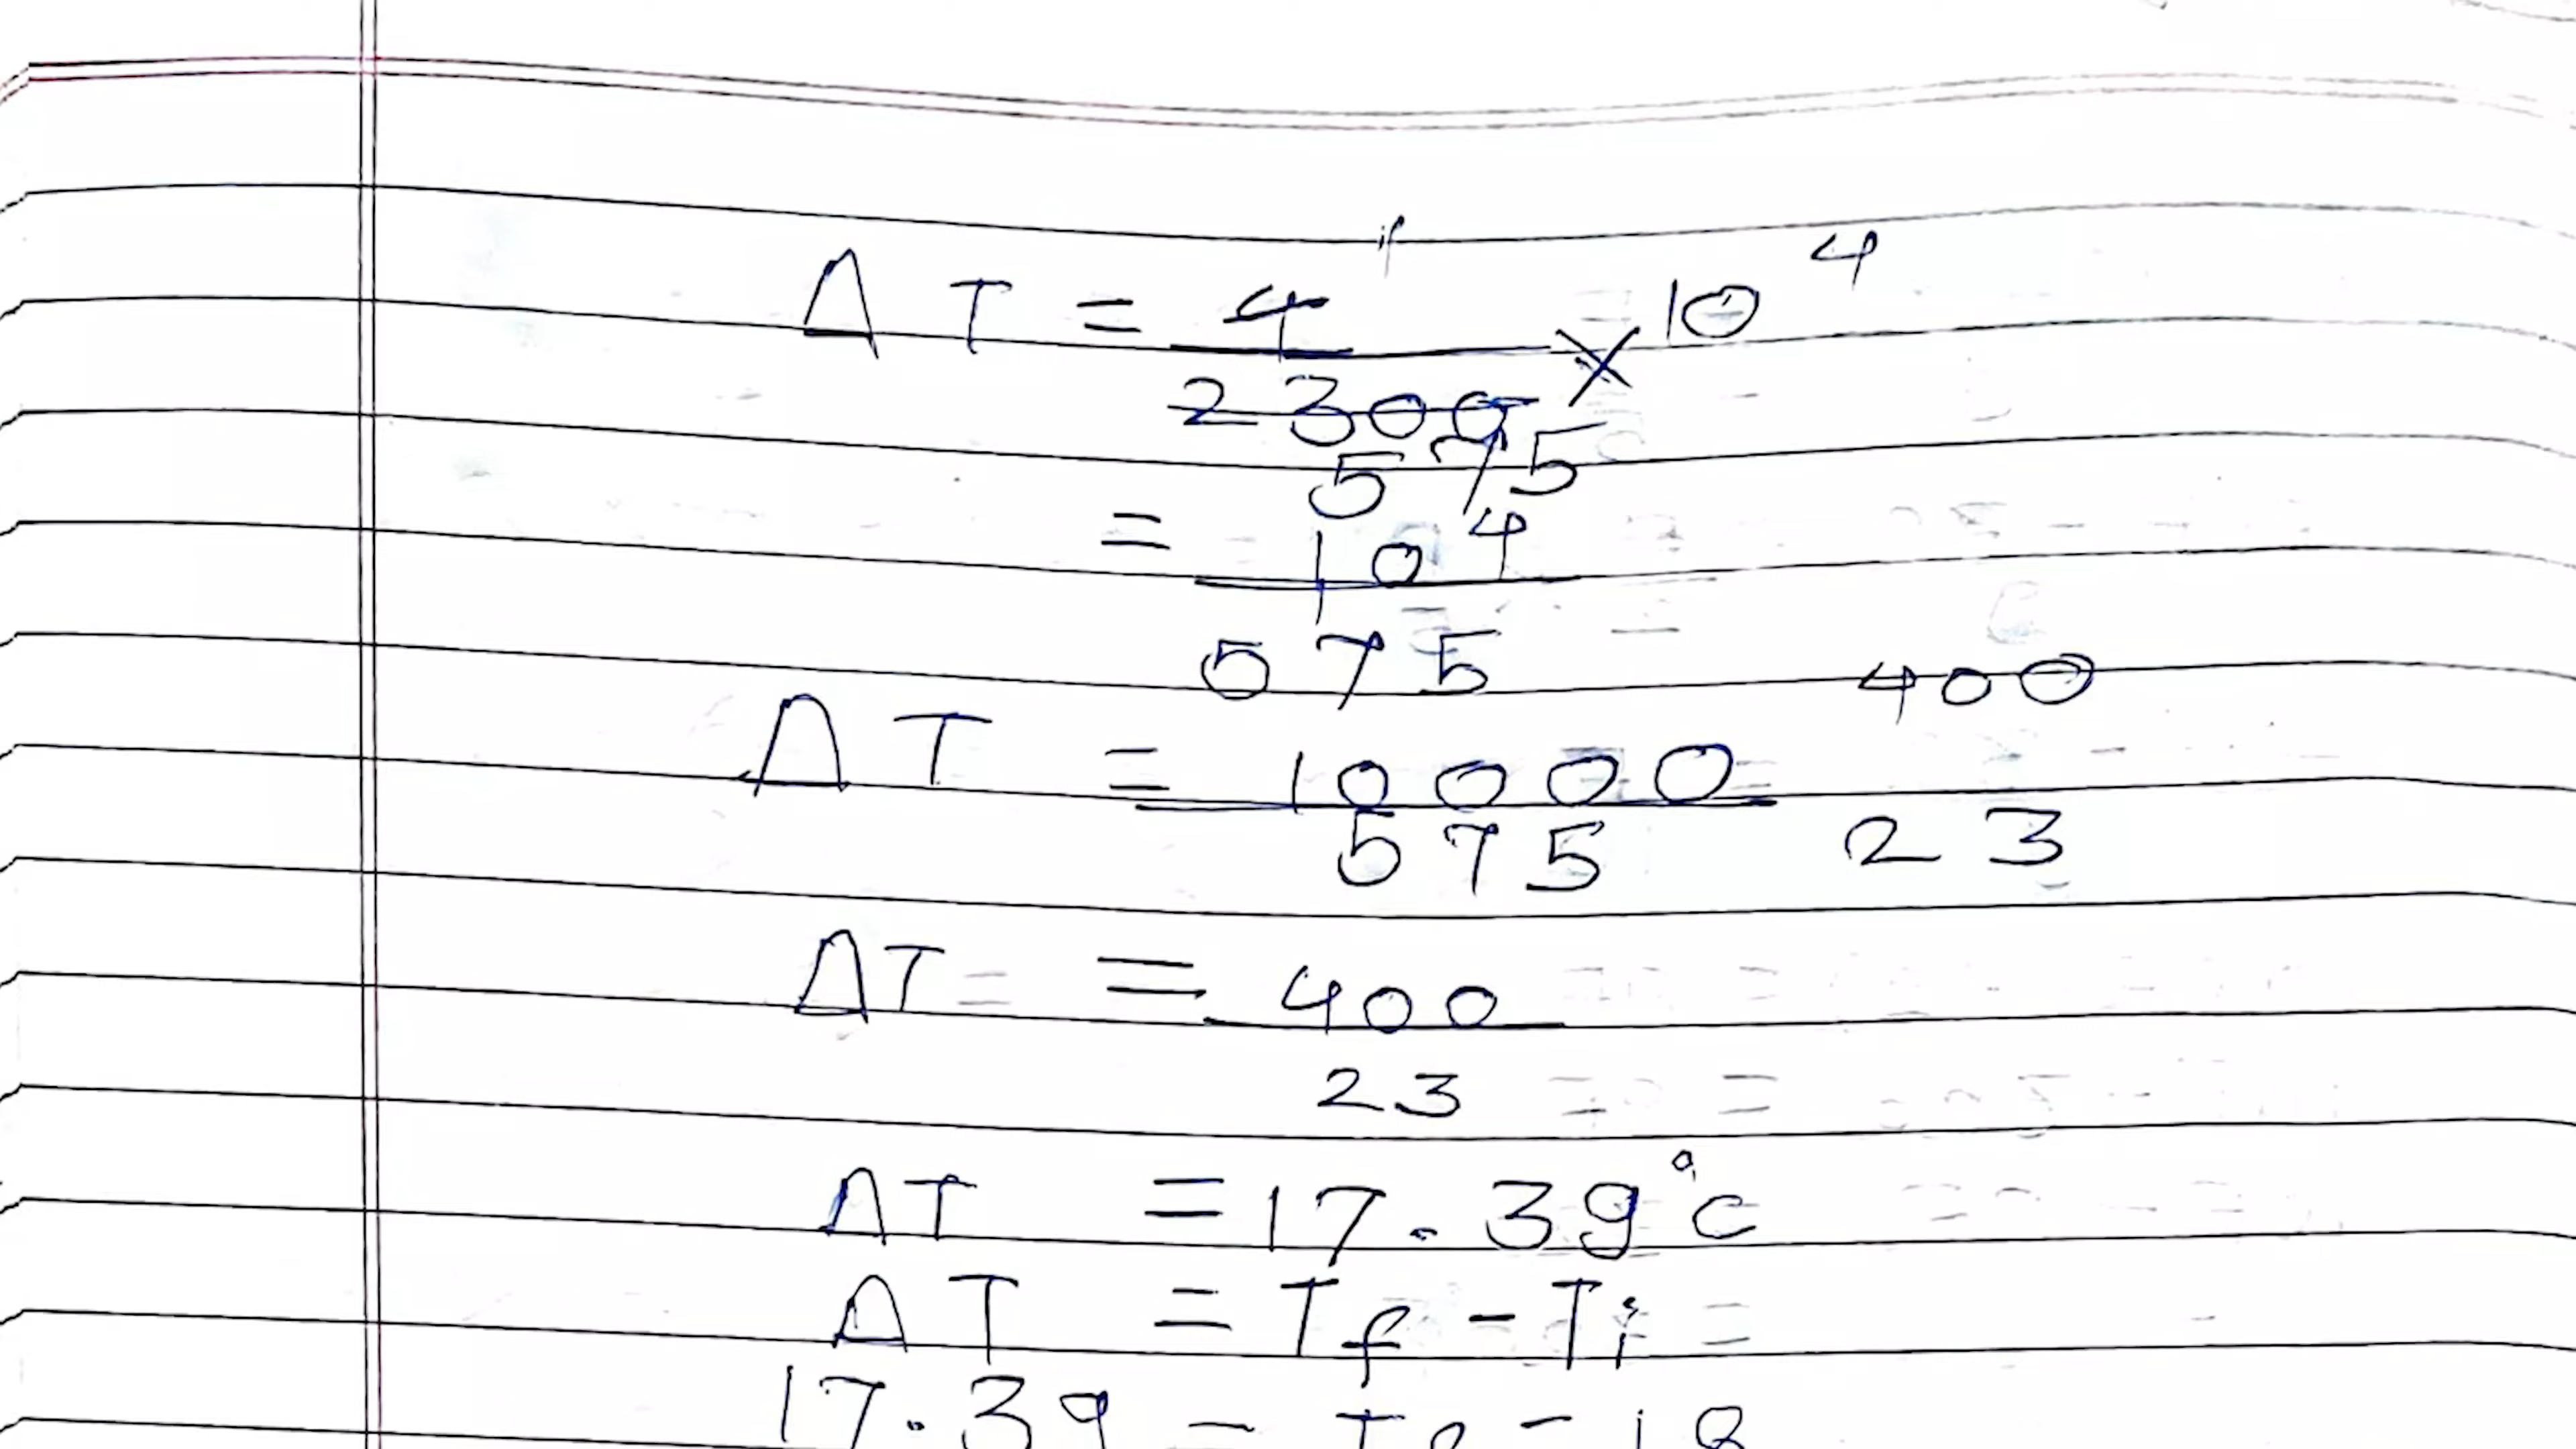 ΔT = 4 × 10⁴
2300
575
= 10⁴
575
400
ΔT = 10000
575 23
ΔT = 400
23
ΔT = 17.39°C
ΔT = Tf - Ti
17.39 = Tf - 18